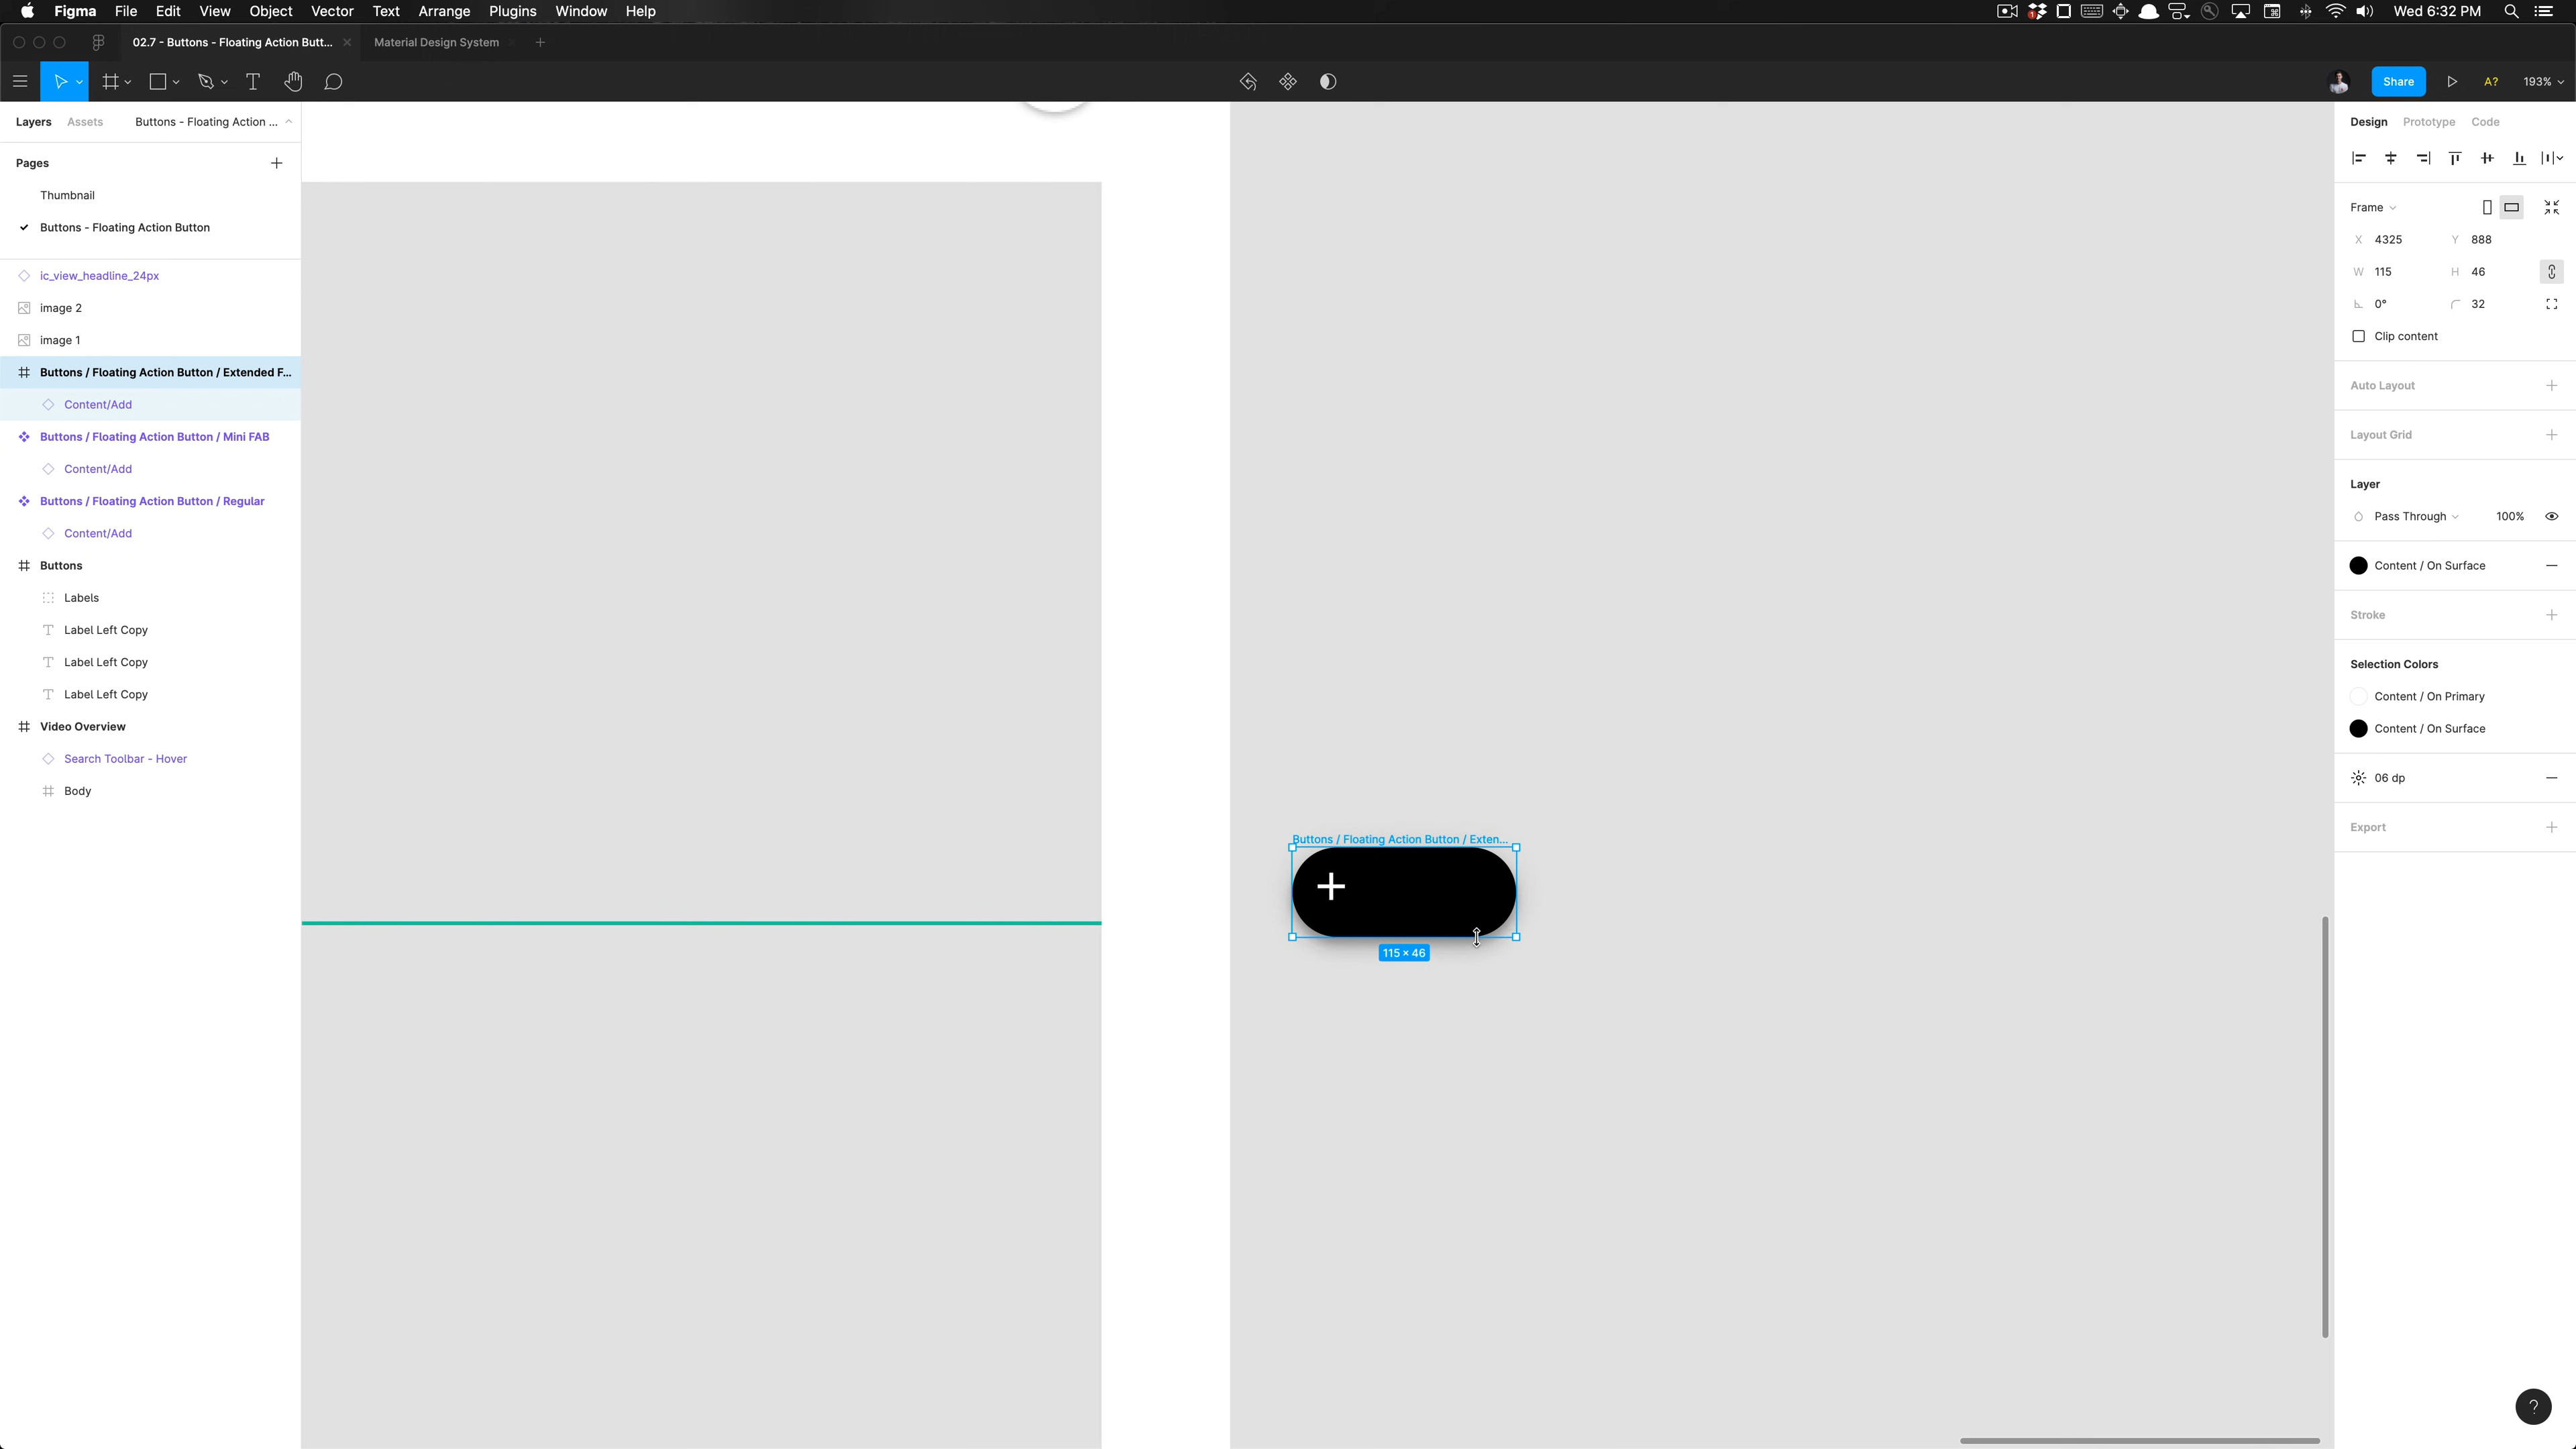 Figma File Edit View Object Vector Text Arrange Plugins Window Help
Wed 6:32 PM
02.7 - Buttons - Floating Action Butt...
Material Design System
Share
A?
193%
Layers Assets Buttons - Floating Action ...
Pages
Thumbnail
Buttons - Floating Action Button
ic_view_headline_24px
image 2
image 1
Buttons / Floating Action Button / Extended F...
Content/Add
Buttons / Floating Action Button / Mini FAB
Content/Add
Buttons / Floating Action Button / Regular
Content/Add
Buttons
Labels
Label Left Copy
Label Left Copy
Label Left Copy
Video Overview
Search Toolbar - Hover
Body
Buttons / Floating Action Button / Exten...
115 × 46
Design Prototype Code
Frame
X 4325 Y 888
W 115 H 46
0° 32
Clip content
Auto Layout
Layout Grid
Layer
Pass Through 100%
Content / On Surface
Stroke
Selection Colors
Content / On Primary
Content / On Surface
06 dp
Export
?